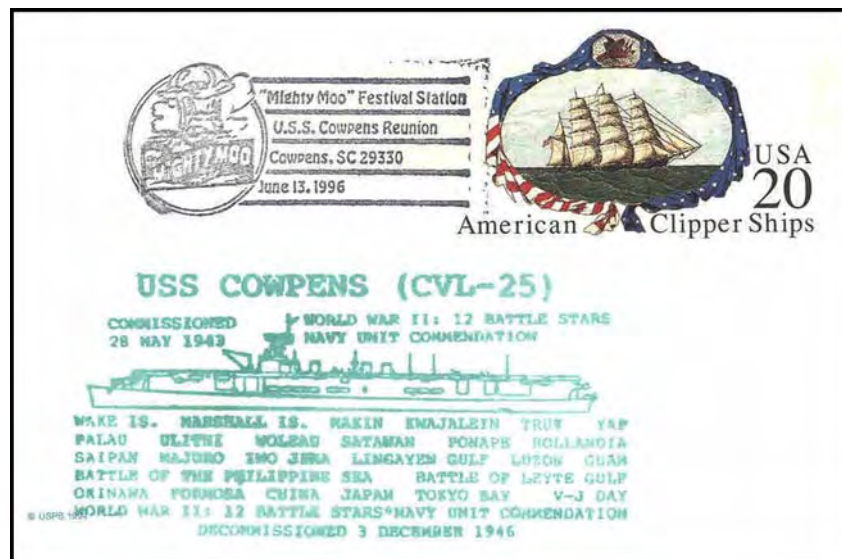 "Mighty Moo" Festival Station
U.S.S. Cowpens Reunion
Cowpens, SC 29330
June 13, 1996
MIGHTY MOO
USA
20
American Clipper Ships
USS COWPENS (CVL-25)
COMMISSIONED
28 MAY 1943
WORLD WAR II: 12 BATTLE STARS
NAVY UNIT COMMENDATION
WAKE IS. MARSHALL IS. MAKIN KWAJALEIN TRUK YAP
PALAU ULITHI WOLEAU SATAWAN PONAPE HOLLANDIA
SAIPAN MAJURO IWO JIMA LINGAYEN GULF LUZON GUAM
BATTLE OF THE PHILIPPINE SEA BATTLE OF LEYTE GULF
OKINAWA FORMOSA CHINA JAPAN TOKYO BAY V-J DAY
WORLD WAR II: 12 BATTLE STARS*NAVY UNIT COMMENDATION
DECOMMISSIONED 3 DECEMBER 1946
© USPS